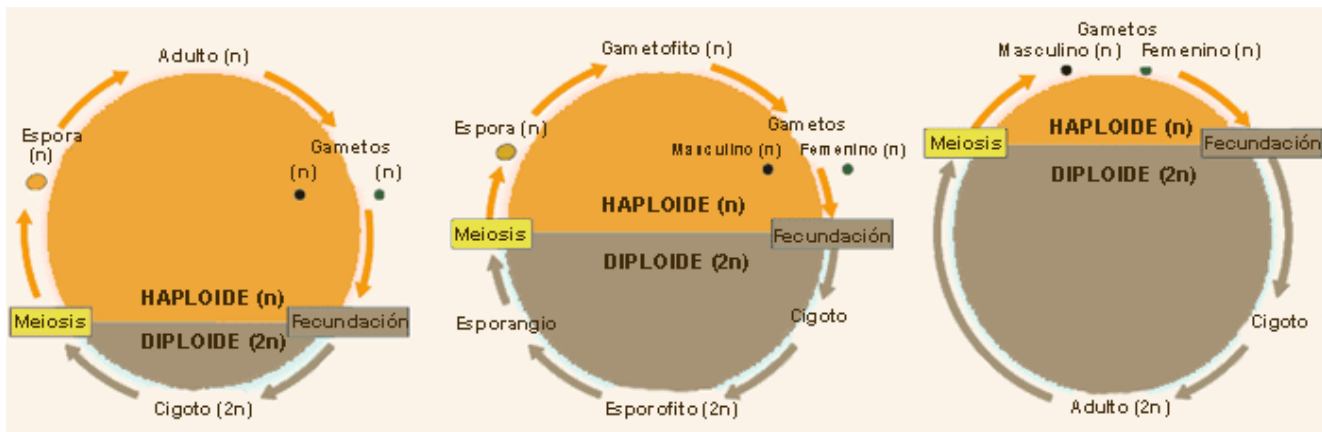 Adulto (n)
Espora
(n)
Gametos
(n) (n)
HAPLOIDE (n)
Meiosis
Fecundación
DIPLOIDE (2n)
Cigoto (2n)
Gametofito (n)
Espora (n)
Gametos
Masculino (n) Femenino (n)
HAPLOIDE (n)
Meiosis
Fecundación
DIPLOIDE (2n)
Esporangio
Cigoto
Esporofito (2n)
Gametos
Masculino (n) Femenino (n)
HAPLOIDE (n)
Meiosis
Fecundación
DIPLOIDE (2n)
Cigoto
Adulto (2n)